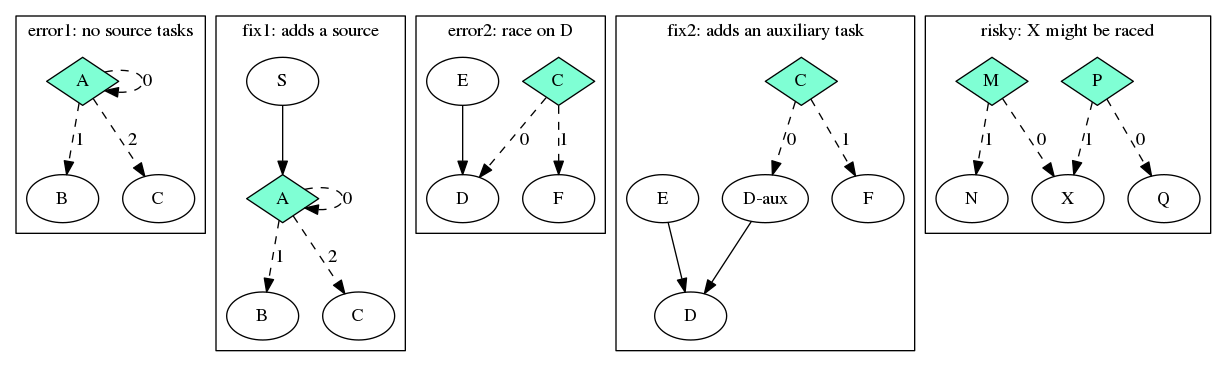 error1: no source tasks
A
0
1
2
B
C
fix1: adds a source
S
A
0
1
2
B
C
error2: race on D
E
C
0
1
D
F
fix2: adds an auxiliary task
C
0
1
E
D-aux
F
D
risky: X might be raced
M
P
1
0
1
0
N
X
Q